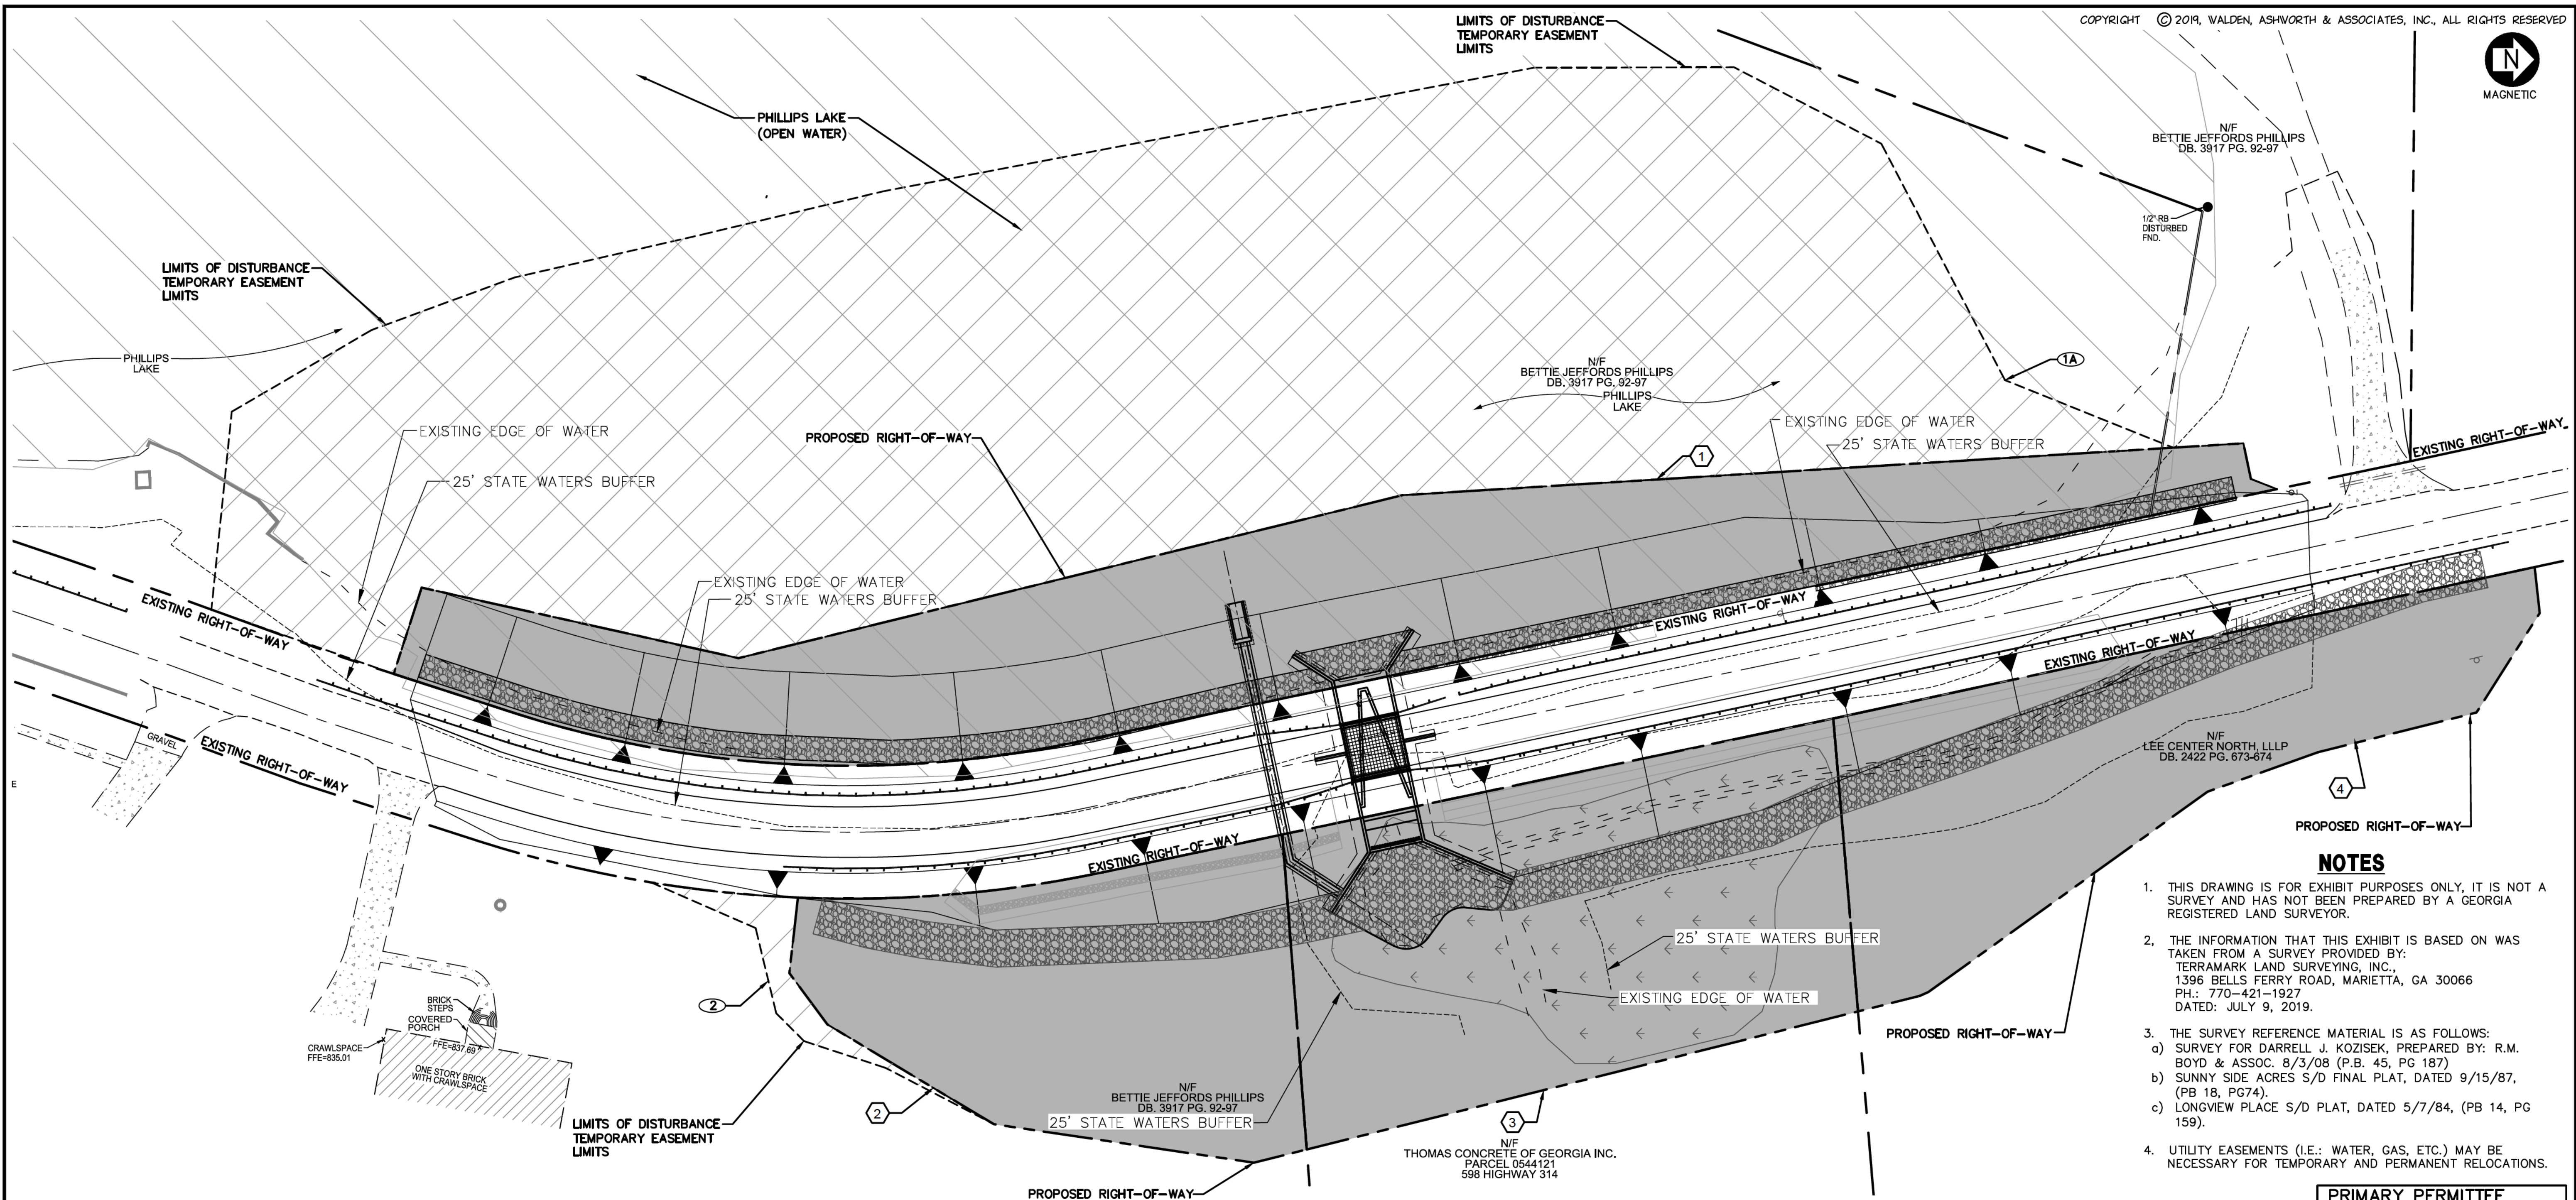 COPYRIGHT © 2019, WALDEN, ASHWORTH & ASSOCIATES, INC., ALL RIGHTS RESERVED
N
MAGNETIC
LIMITS OF DISTURBANCE
TEMPORARY EASEMENT
LIMITS
PHILLIPS LAKE
(OPEN WATER)
N/F
BETTIE JEFFORDS PHILLIPS
DB. 3917 PG. 92-97
1/2" RB
DISTURBED
FND.
LIMITS OF DISTURBANCE
TEMPORARY EASEMENT
LIMITS
PHILLIPS
LAKE
N/F
BETTIE JEFFORDS PHILLIPS
DB. 3917 PG. 92-97
PHILLIPS
LAKE
1A
EXISTING EDGE OF WATER
PROPOSED RIGHT-OF-WAY
EXISTING EDGE OF WATER
25' STATE WATERS BUFFER
1
EXISTING RIGHT-OF-WAY
25' STATE WATERS BUFFER
EXISTING EDGE OF WATER
25' STATE WATERS BUFFER
EXISTING RIGHT-OF-WAY
EXISTING RIGHT-OF-WAY
EXISTING RIGHT-OF-WAY
GRAVEL
EXISTING RIGHT-OF-WAY
E
N/F
LEE CENTER NORTH, LLLP
DB. 2422 PG. 673-674
4
PROPOSED RIGHT-OF-WAY
EXISTING RIGHT-OF-WAY
25' STATE WATERS BUFFER
EXISTING EDGE OF WATER
2
BRICK
STEPS
COVERED
PORCH
CRAWLSPACE
FFE=835.01
FFE=837.69
ONE STORY BRICK
WITH CRAWLSPACE
PROPOSED RIGHT-OF-WAY
N/F
BETTIE JEFFORDS PHILLIPS
DB. 3917 PG. 92-97
25' STATE WATERS BUFFER
2
LIMITS OF DISTURBANCE
TEMPORARY EASEMENT
LIMITS
3
N/F
THOMAS CONCRETE OF GEORGIA INC.
PARCEL 0544121
598 HIGHWAY 314
PROPOSED RIGHT-OF-WAY
NOTES
1. THIS DRAWING IS FOR EXHIBIT PURPOSES ONLY, IT IS NOT A
SURVEY AND HAS NOT BEEN PREPARED BY A GEORGIA
REGISTERED LAND SURVEYOR.
2, THE INFORMATION THAT THIS EXHIBIT IS BASED ON WAS
TAKEN FROM A SURVEY PROVIDED BY:
TERRAMARK LAND SURVEYING, INC.,
1396 BELLS FERRY ROAD, MARIETTA, GA 30066
PH.: 770-421-1927
DATED: JULY 9, 2019.
3. THE SURVEY REFERENCE MATERIAL IS AS FOLLOWS:
a) SURVEY FOR DARRELL J. KOZISEK, PREPARED BY: R.M.
BOYD & ASSOC. 8/3/08 (P.B. 45, PG 187)
b) SUNNY SIDE ACRES S/D FINAL PLAT, DATED 9/15/87,
(PB 18, PG74).
c) LONGVIEW PLACE S/D PLAT, DATED 5/7/84, (PB 14, PG
159).
4. UTILITY EASEMENTS (I.E.: WATER, GAS, ETC.) MAY BE
NECESSARY FOR TEMPORARY AND PERMANENT RELOCATIONS.
PRIMARY PERMITTEE